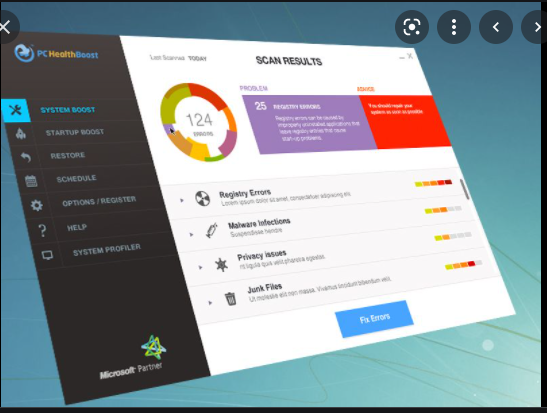 PC HealthBoost
SYSTEM BOOST
STARTUP BOOST
RESTORE
SCHEDULE
OPTIONS / REGISTER
HELP
SYSTEM PROFILER
Microsoft Partner
Last Scanned TODAY
SCAN RESULTS
124
ERRORS
PROBLEM
25 REGISTRY ERRORS
Registry errors can be caused by
improperly uninstalled applications that
leave registry entries that cause
start-up problems.
ADVICE
You should repair your
system as soon as possible
Registry Errors
Lorem ipsum dolor sit amet, consectetuer adipiscing elit.
Malware Infections
Suspendisse hendre
Privacy issues
ligula quis velit pharetra egestas
Junk Files
Ut molestie est non massa. Vivamus tincidunt bibendum velit.
Fix Errors